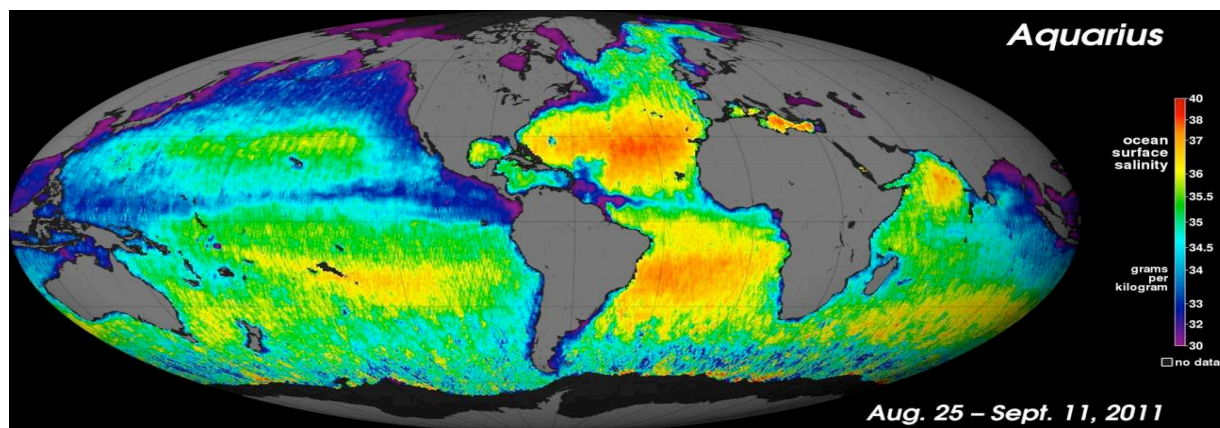 Aquarius
ocean
surface
salinity
grams
per
kilogram
40
38
37
36
35.5
35
34.5
34
33
32
30
no data
Aug. 25 – Sept. 11, 2011